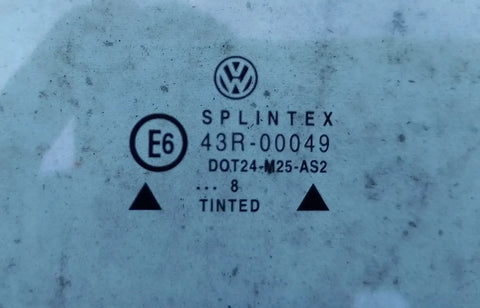 SPLINTEX
E6 43R-00049
DOT24-M25-AS2
... 8
TINTED